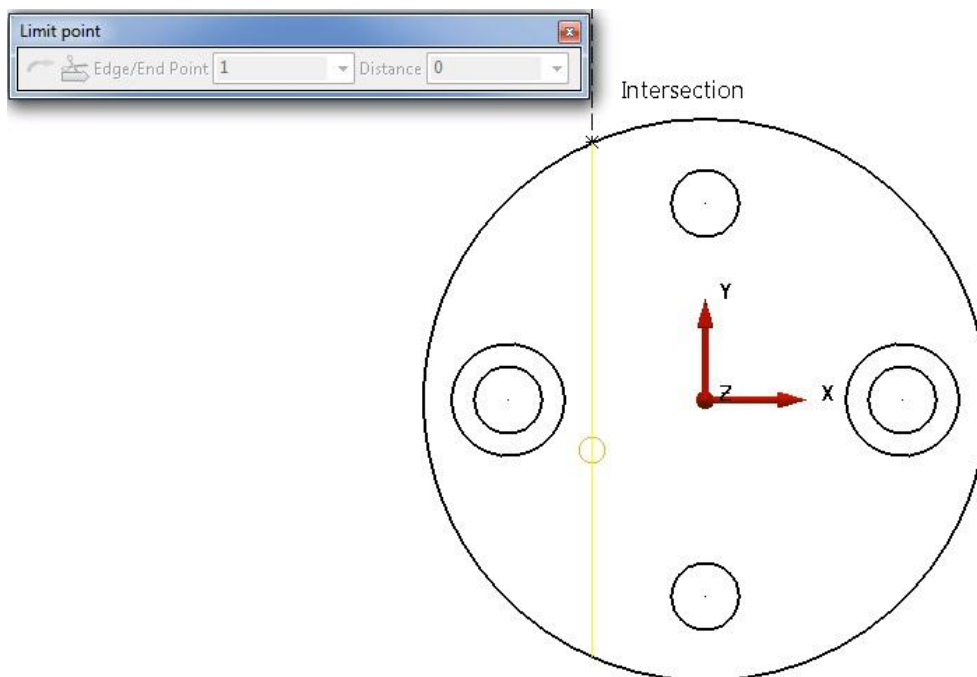 Limit point
Edge/End Point 1 Distance 0
Intersection
Y
Z X